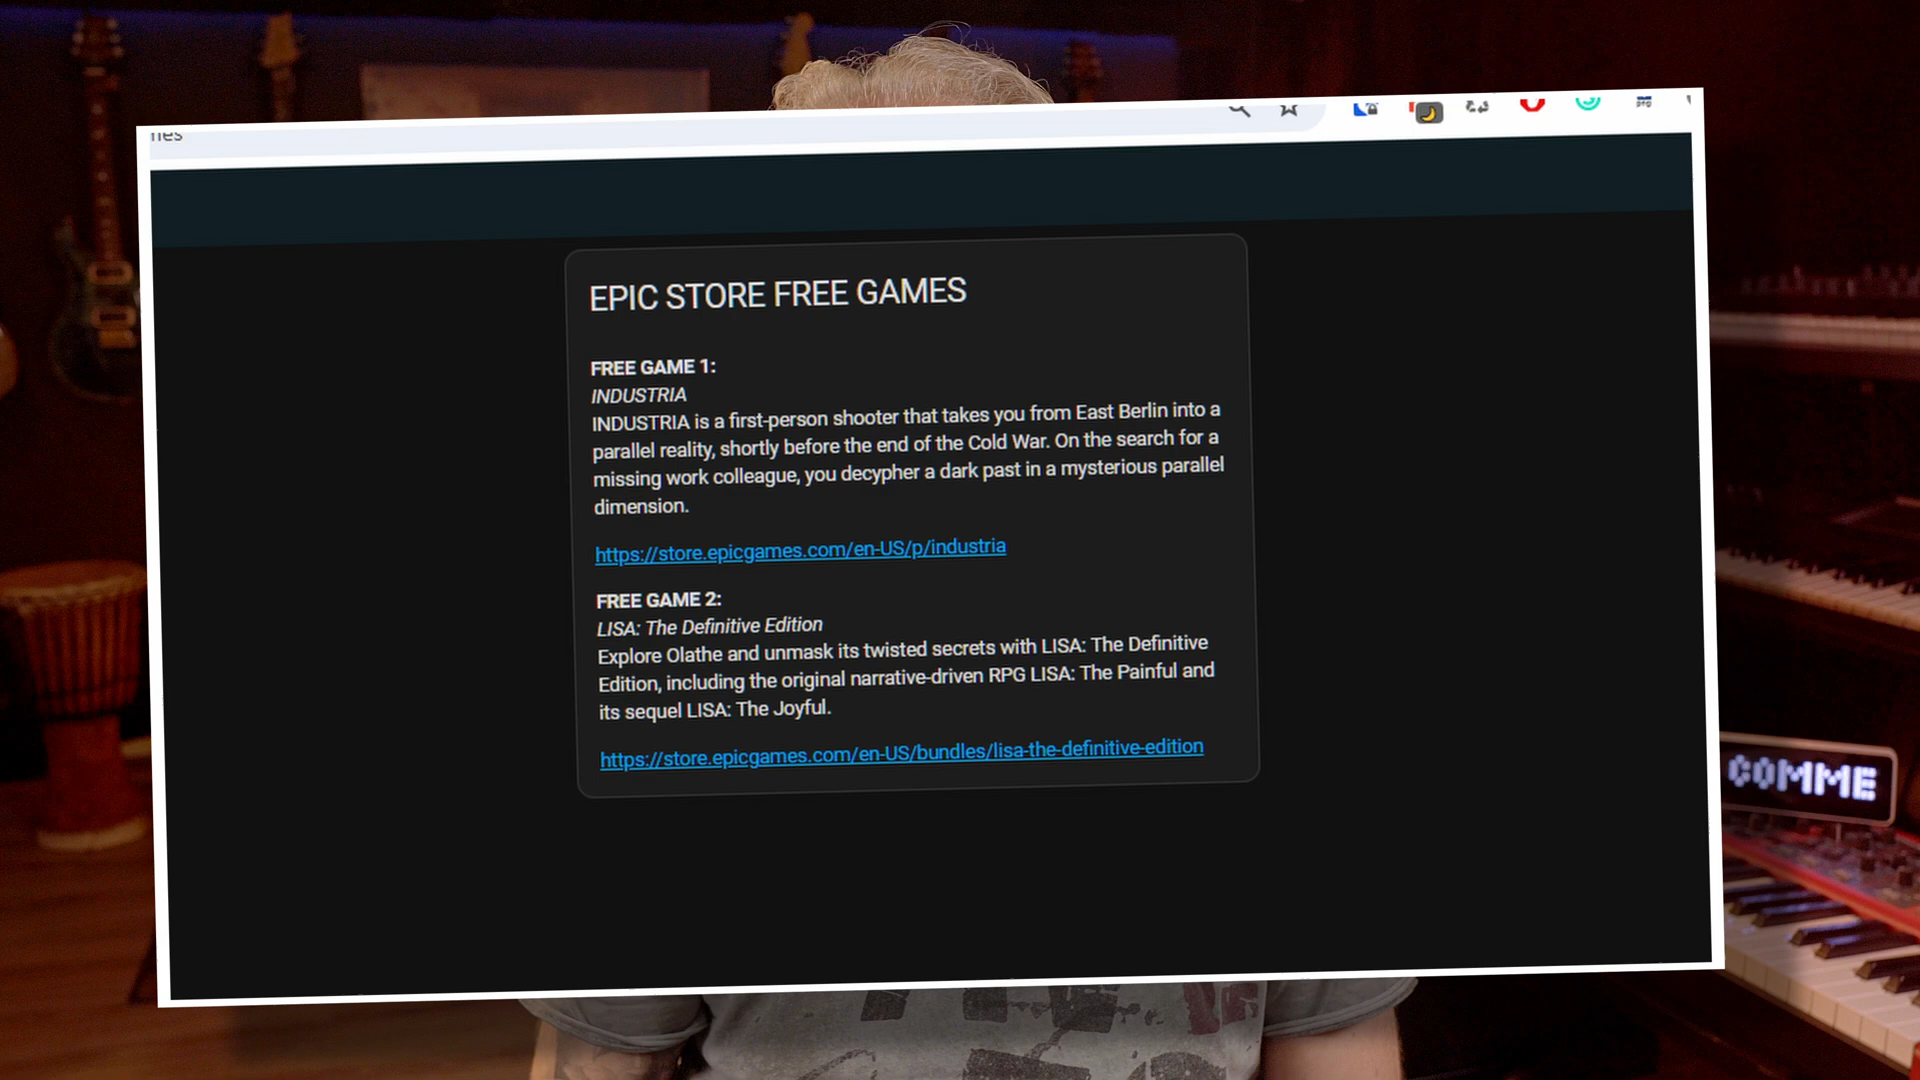 nes
EPIC STORE FREE GAMES
FREE GAME 1:
INDUSTRIA
INDUSTRIA is a first-person shooter that takes you from East Berlin into a
parallel reality, shortly before the end of the Cold War. On the search for a
missing work colleague, you decypher a dark past in a mysterious parallel
dimension.
https://store.epicgames.com/en-US/p/industria
FREE GAME 2:
LISA: The Definitive Edition
Explore Olathe and unmask its twisted secrets with LISA: The Definitive
Edition, including the original narrative-driven RPG LISA: The Painful and
its sequel LISA: The Joyful.
https://store.epicgames.com/en-US/bundles/lisa-the-definitive-edition
COMME